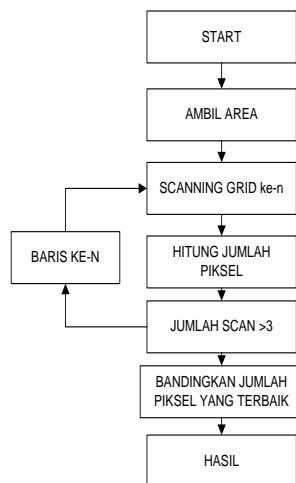 START
AMBIL AREA
SCANNING GRID ke-n
BARIS KE-N
HITUNG JUMLAH
PIKSEL
JUMLAH SCAN >3
BANDINGKAN JUMLAH
PIKSEL YANG TERBAIK
HASIL